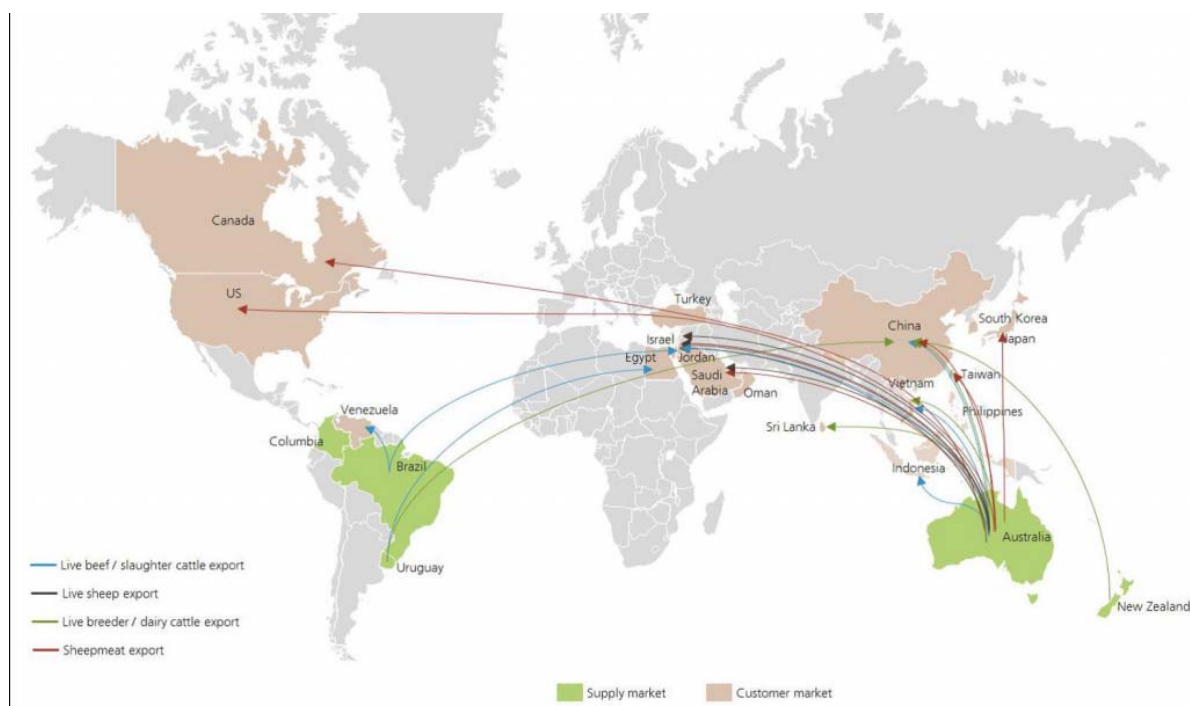 Canada
US
Turkey
Israel
Egypt
Jordan
Saudi
Arabia
Oman
China
South Korea
Japan
Taiwan
Vietnam
Philippines
Sri Lanka
Indonesia
Venezuela
Columbia
Brazil
Uruguay
Australia
New Zealand
Live beef / slaughter cattle export
Live sheep export
Live breeder / dairy cattle export
Sheepmeat export
Supply market
Customer market